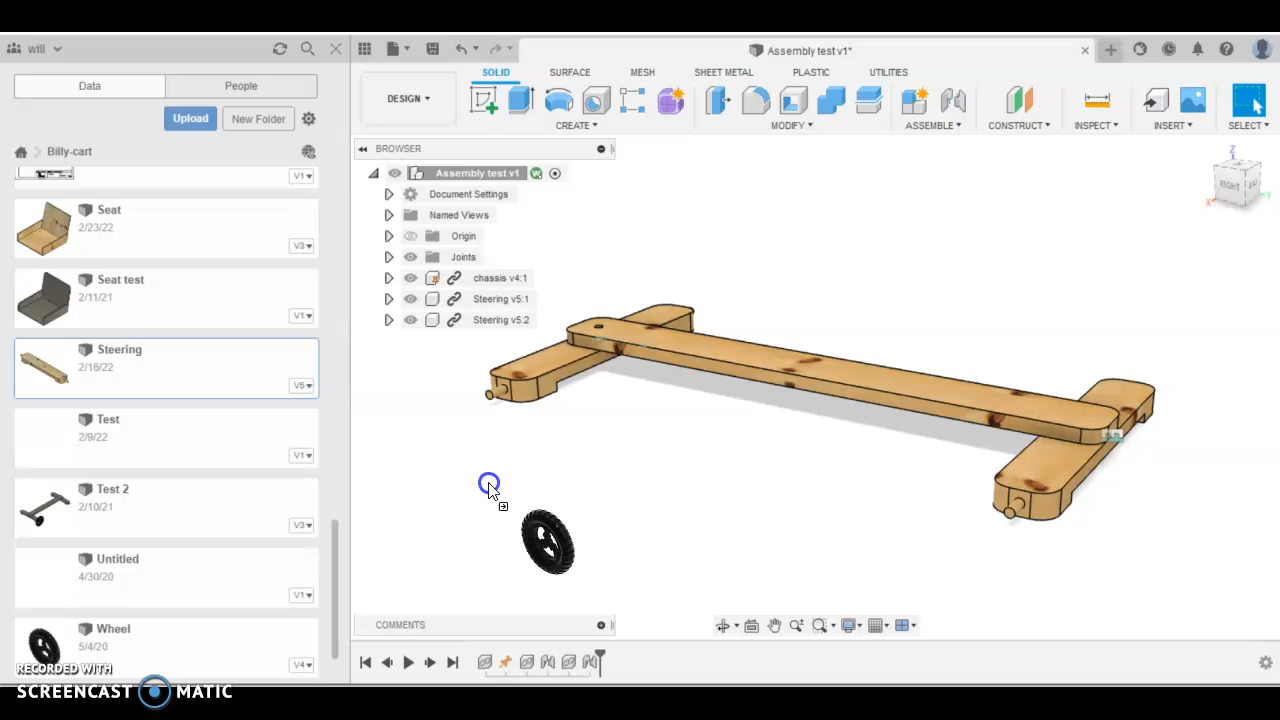 will
Assembly test v1*
Data
People
Upload
New Folder
Billy-cart
V1
Seat
2/23/22
V3
Seat test
2/11/21
V1
Steering
2/16/22
V5
Test
2/9/22
V1
Test 2
2/10/21
V3
Untitled
4/30/20
V1
Wheel
5/4/20
V4
RECORDED WITH
SCREENCAST MATIC
DESIGN
SOLID
SURFACE
MESH
SHEET METAL
PLASTIC
UTILITIES
CREATE
MODIFY
ASSEMBLE
CONSTRUCT
INSPECT
INSERT
SELECT
BROWSER
Assembly test v1
Document Settings
Named Views
Origin
Joints
chassis v4:1
Steering v5:1
Steering v5:2
Z
RIGHT
X
Y
COMMENTS